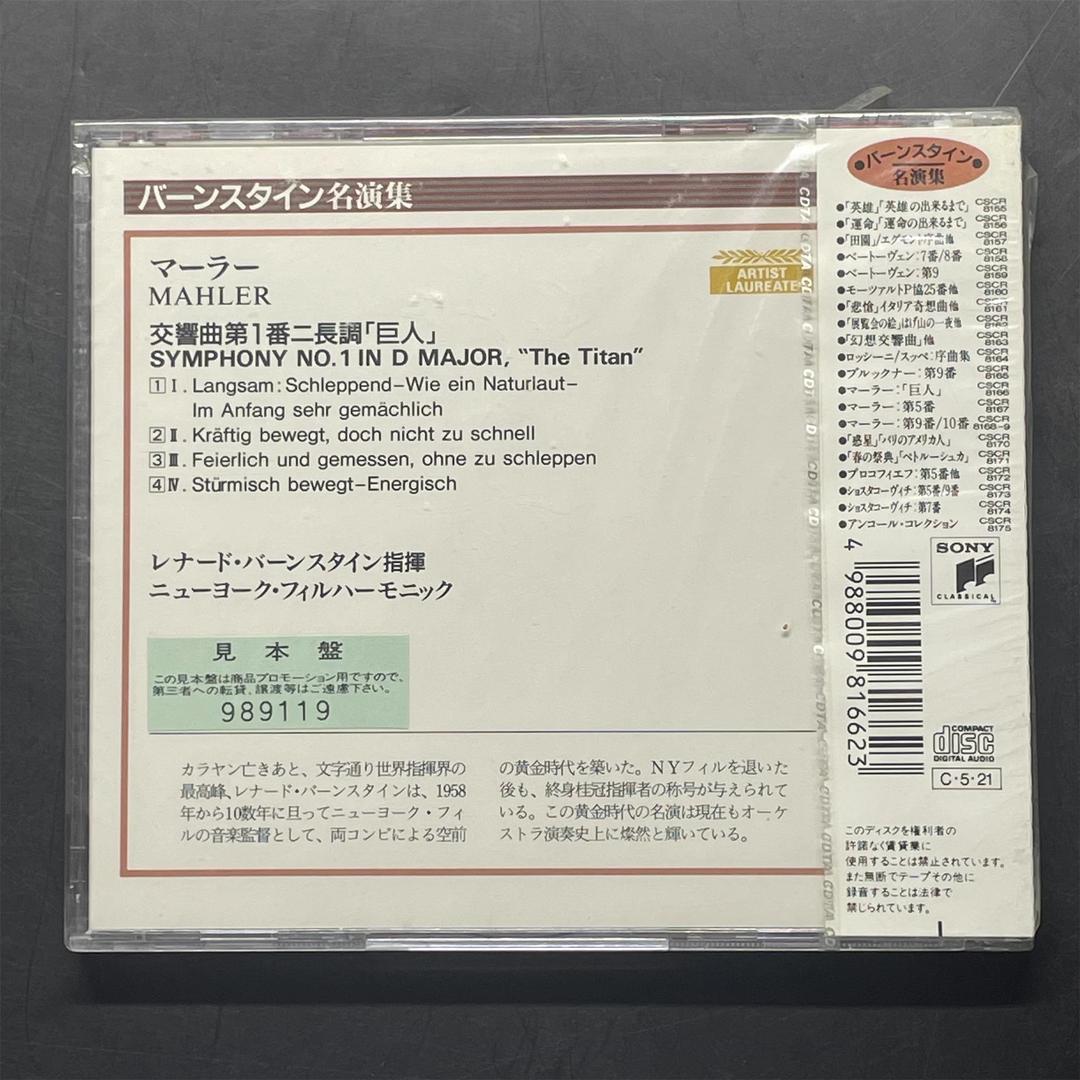 バーンスタイン名演集
マーラー
MAHLER
ARTIST
LAUREATE
交響曲第1番ニ長調「巨人」
SYMPHONY NO.1 IN D MAJOR, “The Titan”
1 I. Langsam: Schleppend–Wie ein Naturlaut–
Im Anfang sehr gemächlich
2 II. Kräftig bewegt, doch nicht zu schnell
3 III. Feierlich und gemessen, ohne zu schleppen
4 IV. Stürmisch bewegt–Energisch
レナード・バーンスタイン指揮
ニューヨーク・フィルハーモニック
見本盤
この見本盤は商品プロモーション用ですので、
第三者への転貸、譲渡等はご遠慮下さい。
989119
カラヤン亡きあと、文字通り世界指揮界の
最高峰、レナード・バーンスタインは、1958
年から10数年に亘ってニューヨーク・フィ
ルの音楽監督として、両コンビによる空前
の黄金時代を築いた。NYフィルを退いた
後も、終身桂冠指揮者の称号が与えられて
いる。この黄金時代の名演は現在もオーケ
ストラ演奏史上に燦然と輝いている。
●バーンスタイン●
名演集
●「英雄」「英雄の出来るまで」 CSCR 8155
●「運命」「運命の出来るまで」 CSCR 8156
●「田園」/エグモント序曲他 CSCR 8157
●ベートーヴェン:7番/8番 CSCR 8158
●ベートーヴェン:第9 CSCR 8159
●モーツァルトP協25番他 CSCR 8160
●「悲愴」イタリア奇想曲他 CSCR 8161
●「展覧会の絵」はげ山の一夜他 CSCR 8162
●「幻想交響曲」他 CSCR 8163
●ロッシーニ/スッペ:序曲集 CSCR 8164
●ブルックナー:第9番 CSCR 8165
●マーラー:「巨人」 CSCR 8166
●マーラー:第5番 CSCR 8167
●マーラー:第9番/10番 CSCR 8168-9
●「惑星」「パリのアメリカ人」 CSCR 8170
●「春の祭典」「ペトルーシュカ」 CSCR 8171
●プロコフィエフ:第5番他 CSCR 8172
●ショスタコーヴィチ:第5番/9番 CSCR 8173
●ショスタコーヴィチ:第7番 CSCR 8174
●アンコール・コレクション CSCR 8175
SONY
CLASSICAL
4 988009 816623
COMPACT
disc
DIGITAL AUDIO
C・5・21
このディスクを権利者の
許諾なく賃貸業に
使用することは禁止されています。
また無断でテープその他に
録音することは法律で
禁じられています。
CDTA CDTA CDTA CDTA